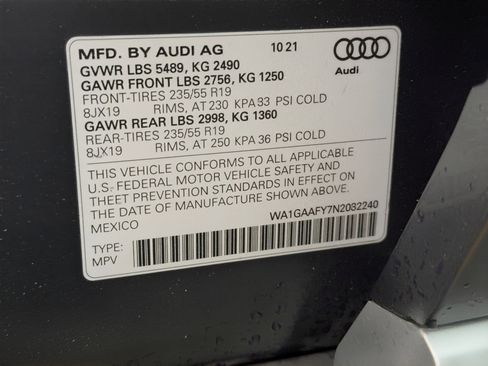 MFD. BY AUDI AG 10 21
GVWR LBS 5489, KG 2490
GAWR FRONT LBS 2756, KG 1250
FRONT-TIRES 235/55 R19
8JX19 RIMS, AT 230 KPA 33 PSI COLD
GAWR REAR LBS 2998, KG 1360
REAR-TIRES 235/55 R19
8JX19 RIMS, AT 250 KPA 36 PSI COLD
Audi
THIS VEHICLE CONFORMS TO ALL APPLICABLE
U.S. FEDERAL MOTOR VEHICLE SAFETY AND
THEFT PREVENTION STANDARDS IN EFFECT ON
THE DATE OF MANUFACTURE SHOWN ABOVE.
MEXICO WA1GAAFY7N2032240
TYPE:
MPV